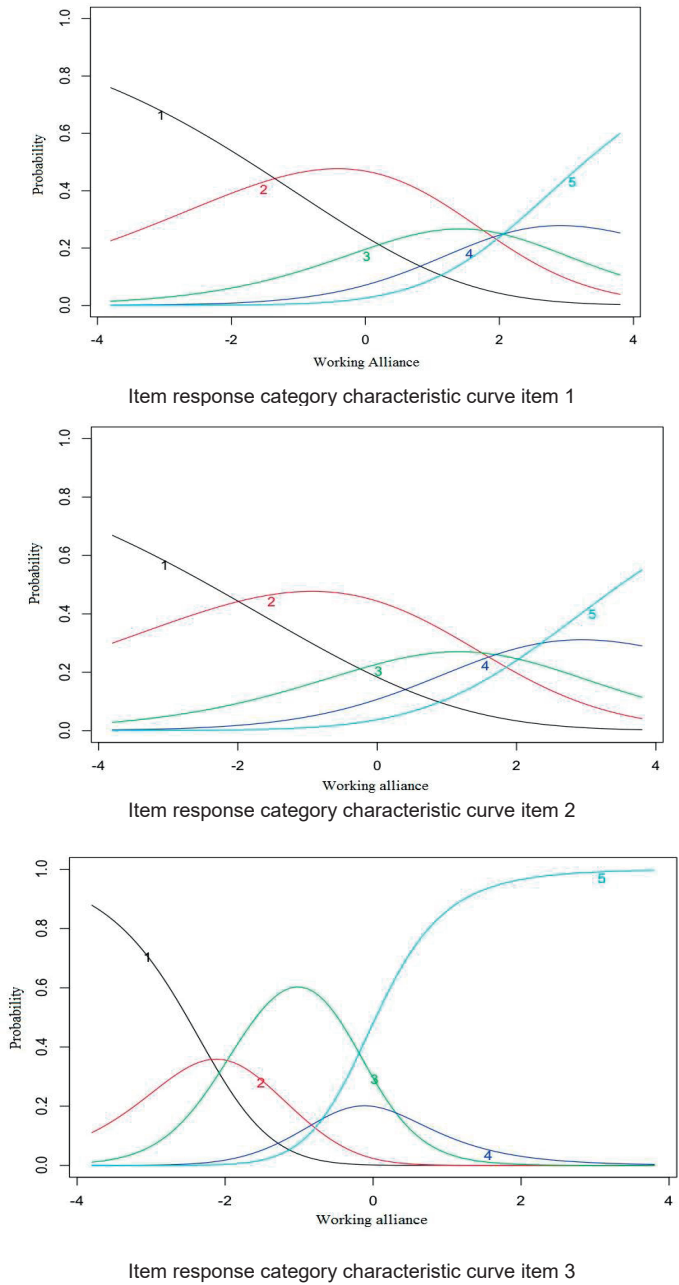 1.0
0.8
0.6
0.4
0.2
0.0
Probability
1
2
3
4
5
-4 -2 0 2 4
Working Alliance
Item response category characteristic curve item 1
1.0
0.8
0.6
0.4
0.2
0.0
Probability
1
2
3
4
5
-4 -2 0 2 4
Working alliance
Item response category characteristic curve item 2
1.0
0.8
0.6
0.4
0.2
0.0
Probability
1
2
3
4
5
-4 -2 0 2 4
Working alliance
Item response category characteristic curve item 3